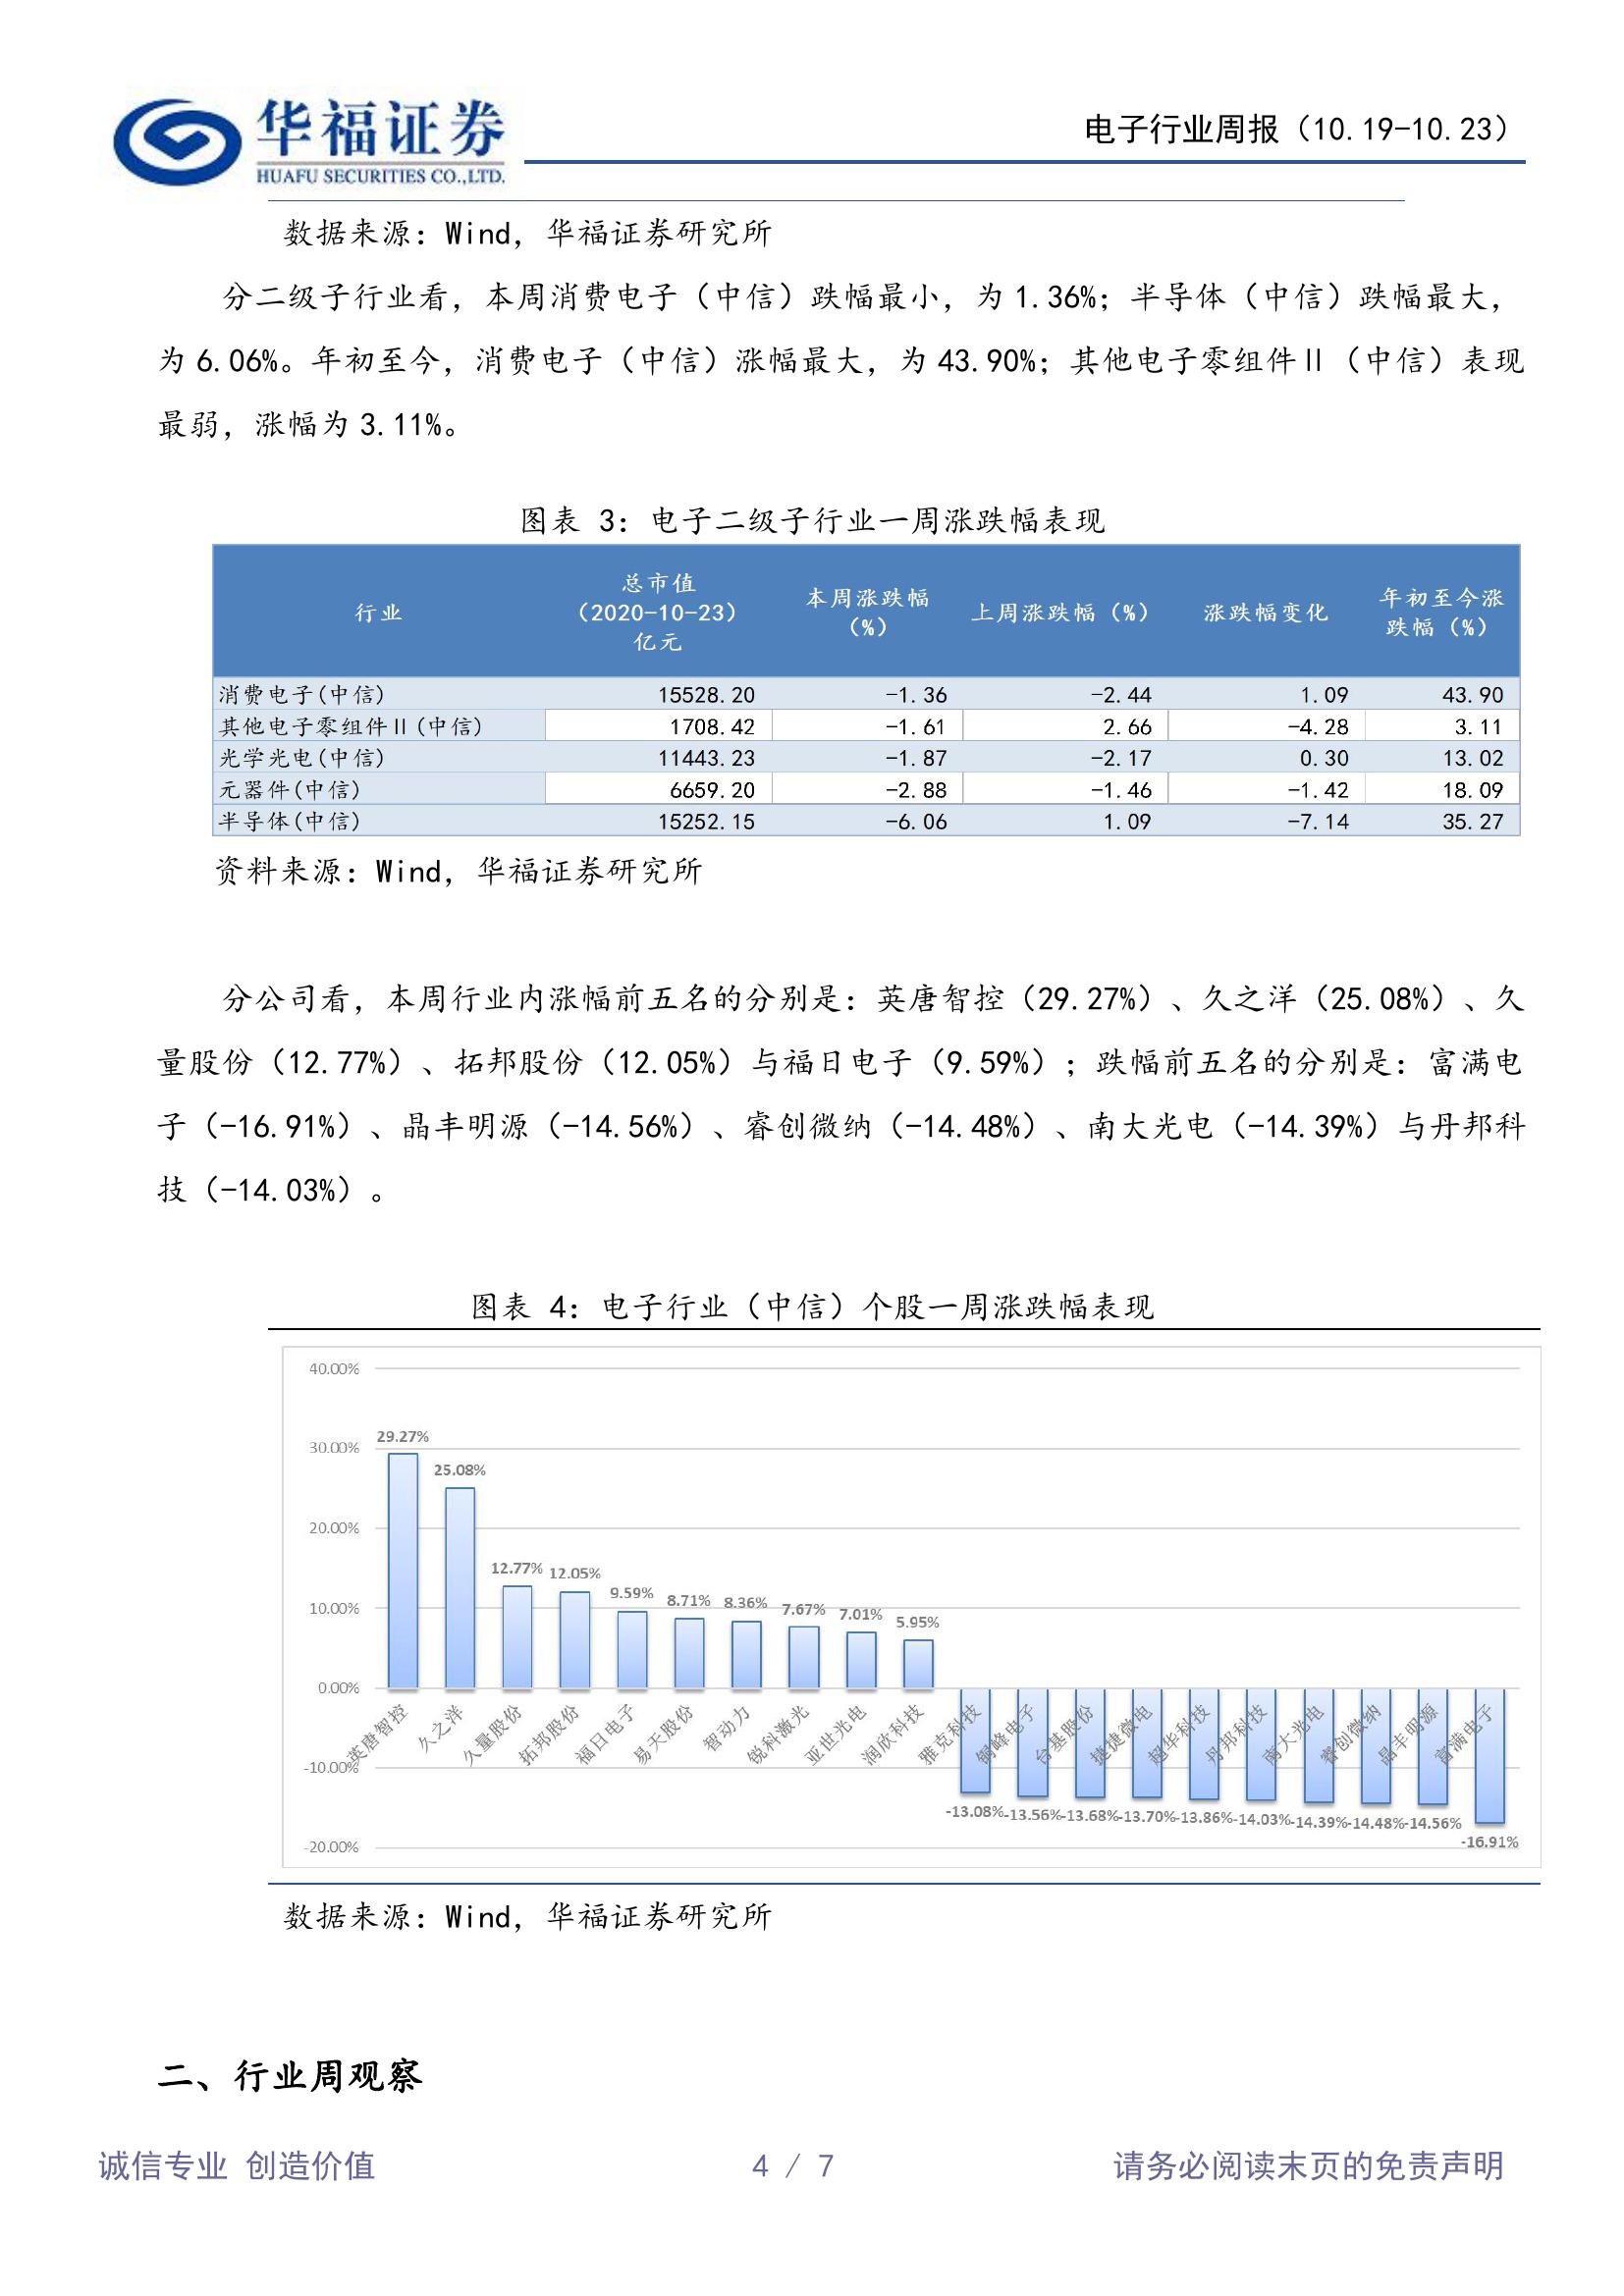 华福证券
HUAFU SECURITIES CO.,LTD.
电子行业周报（10.19-10.23）
数据来源：Wind，华福证券研究所
分二级子行业看，本周消费电子（中信）跌幅最小，为 1.36%；半导体（中信）跌幅最大，
为 6.06%。年初至今，消费电子（中信）涨幅最大，为 43.90%；其他电子零组件Ⅱ（中信）表现
最弱，涨幅为 3.11%。
图表 3：电子二级子行业一周涨跌幅表现
行业 总市值（2020-10-23）亿元 本周涨跌幅（%） 上周涨跌幅（%） 涨跌幅变化 年初至今涨跌幅（%）
消费电子(中信) 15528.20 -1.36 -2.44 1.09 43.90
其他电子零组件Ⅱ(中信) 1708.42 -1.61 2.66 -4.28 3.11
光学光电(中信) 11443.23 -1.87 -2.17 0.30 13.02
元器件(中信) 6659.20 -2.88 -1.46 -1.42 18.09
半导体(中信) 15252.15 -6.06 1.09 -7.14 35.27
资料来源：Wind，华福证券研究所
分公司看，本周行业内涨幅前五名的分别是：英唐智控（29.27%）、久之洋（25.08%）、久
量股份（12.77%）、拓邦股份（12.05%）与福日电子（9.59%）；跌幅前五名的分别是：富满电
子（-16.91%）、晶丰明源（-14.56%）、睿创微纳（-14.48%）、南大光电（-14.39%）与丹邦科
技（-14.03%）。
图表 4：电子行业（中信）个股一周涨跌幅表现
40.00%
30.00%
20.00%
10.00%
0.00%
-10.00%
-20.00%
29.27% 25.08% 12.77% 12.05% 9.59% 8.71% 8.36% 7.67% 7.01% 5.95%
英唐智控 久之洋 久量股份 拓邦股份 福日电子 易天股份 智动力 锐科激光 亚世光电 润欣科技 雅克科技 铜峰电子 台基股份 捷捷微电 超华科技 丹邦科技 南大光电 睿创微纳 晶丰明源 富满电子
-13.08% -13.56% -13.68% -13.70% -13.86% -14.03% -14.39% -14.48% -14.56% -16.91%
数据来源：Wind，华福证券研究所
二、行业周观察
诚信专业 创造价值 4 / 7 请务必阅读末页的免责声明